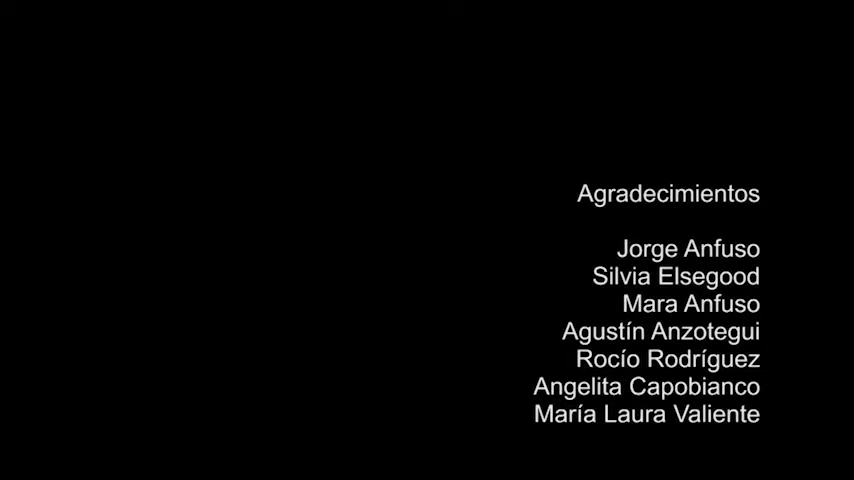 Agradecimientos
Jorge Anfuso
Silvia Elsegood
Mara Anfuso
Agustín Anzotegui
Rocío Rodríguez
Angelita Capobianco
María Laura Valiente